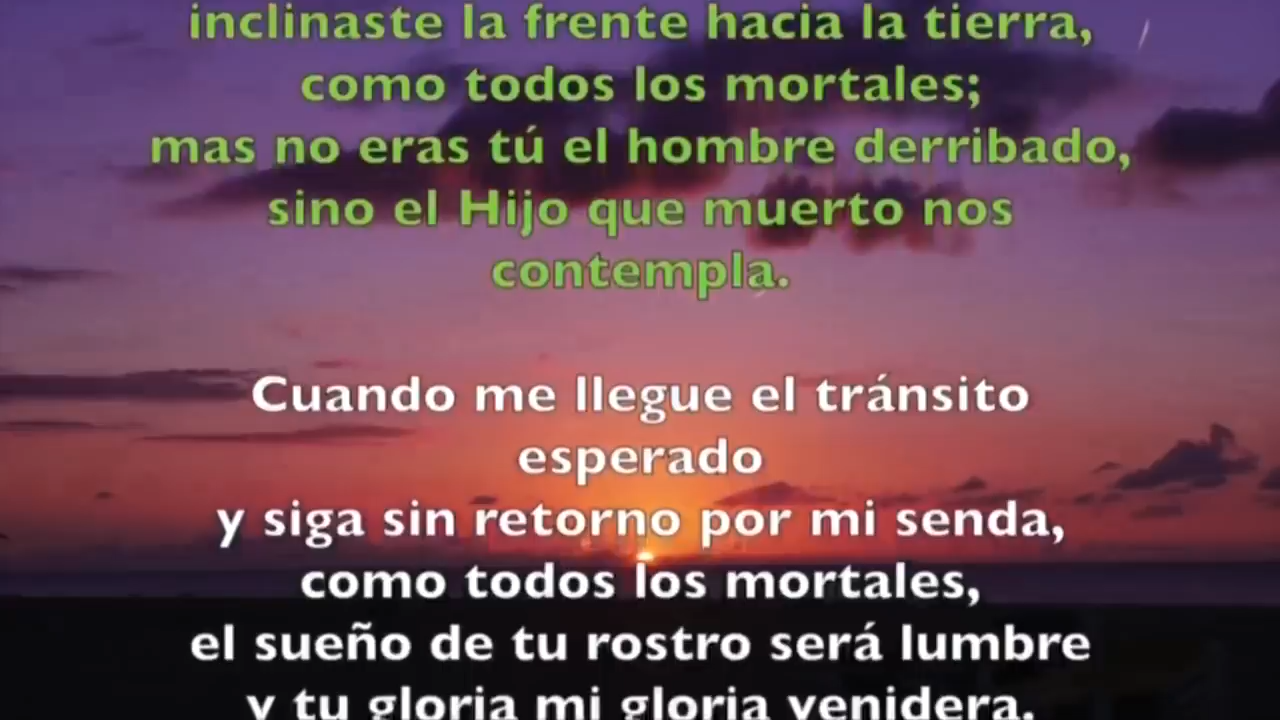 inclinaste la frente hacia la tierra,
como todos los mortales;
mas no eras tú el hombre derribado,
sino el Hijo que muerto nos
contempla.
Cuando me llegue el tránsito
esperado
y siga sin retorno por mi senda,
como todos los mortales,
el sueño de tu rostro será lumbre
y tu gloria mi gloria venidera.